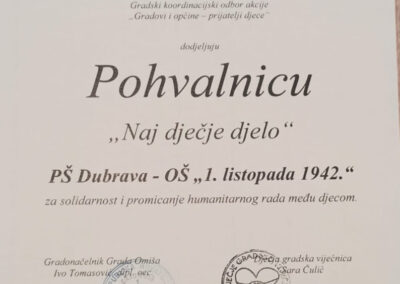 Gradski koordinacijski odbor akcije
„Gradovi i općine – prijatelji djece"
dodjeljuju
Pohvalnicu
„Naj dječje djelo"
PŠ Dubrava - OŠ „1. listopada 1942."
za solidarnost i promicanje humanitarnog rada među djecom.
Gradonačelnik Grada Omiša
Ivo Tomasović, dipl. oec
Dječja gradska vijećnica
Sara Čulić